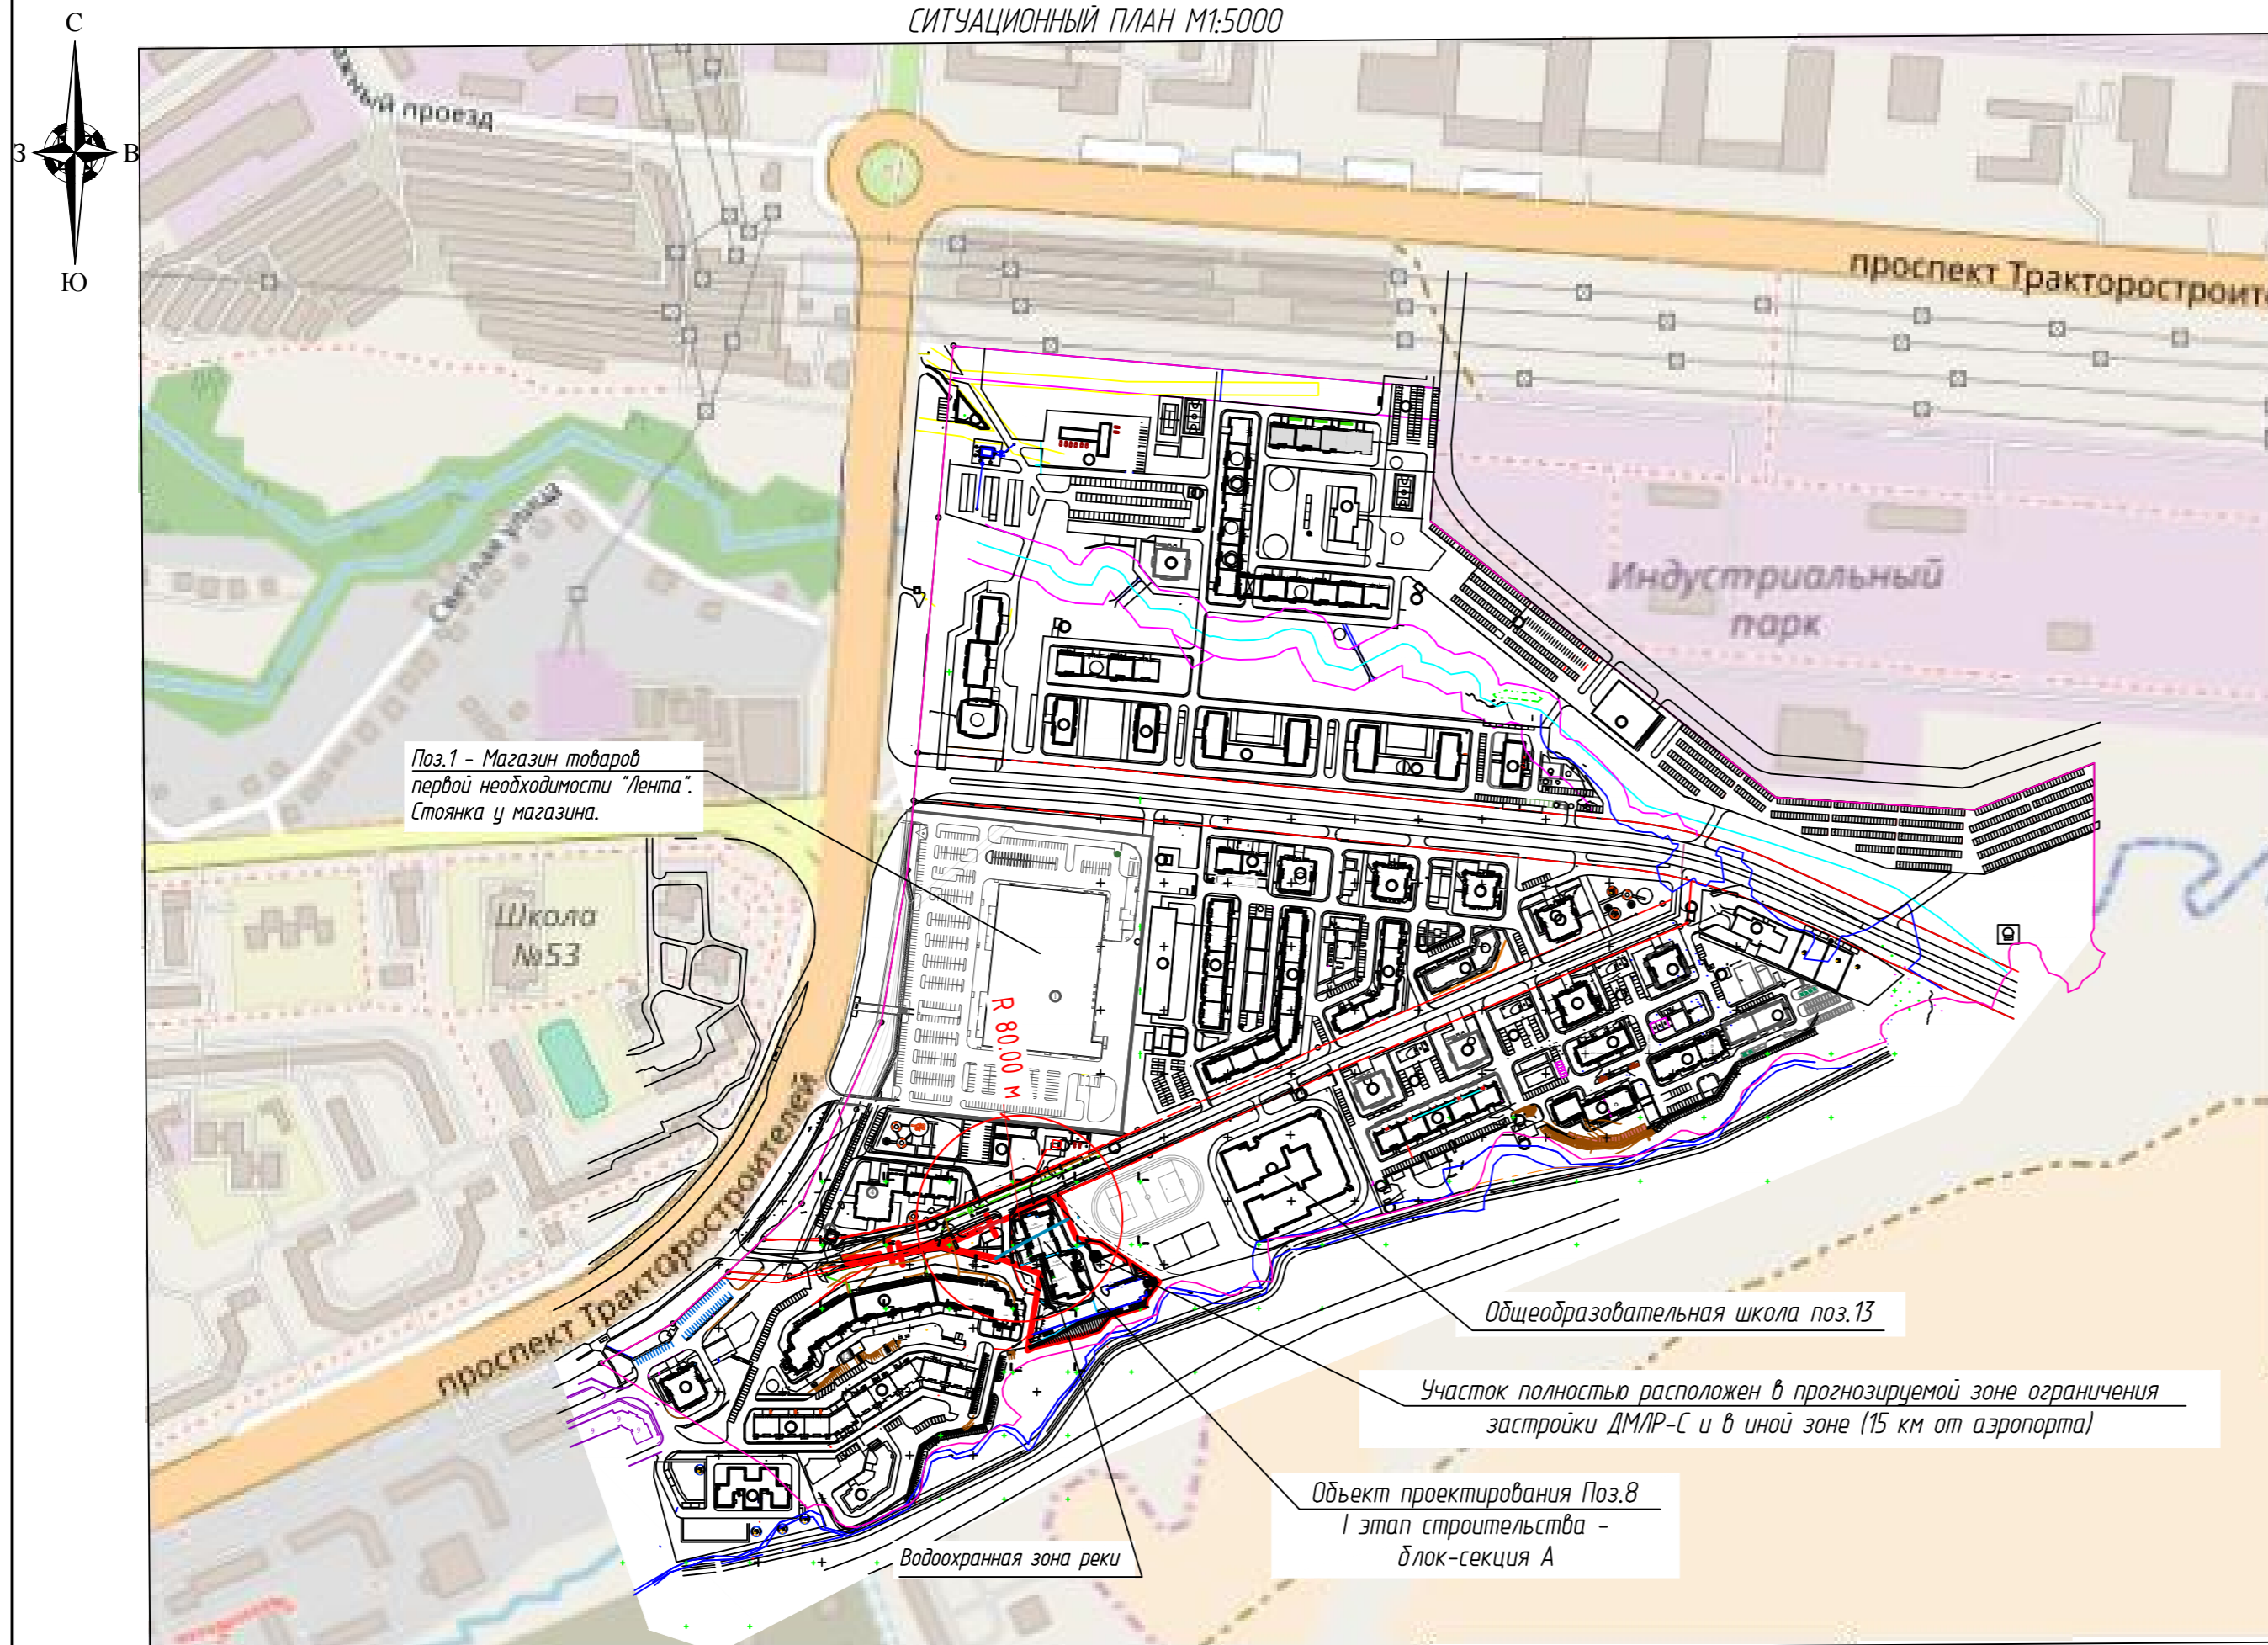 СИТУАЦИОННЫЙ ПЛАН М1:5000
С
З
В
Ю
проезд
проспект Тракторостроит
Светлая улица
Индустриальный
парк
Поз.1 - Магазин товаров
первой необходимости "Лента".
Стоянка у магазина.
Школа
№53
R 80.00 м
проспект Тракторостроителей
Общеобразовательная школа поз.13
Участок полностью расположен в прогнозируемой зоне ограничения
застройки ДМЛР-С и в иной зоне (15 км от аэропорта)
Объект проектирования Поз.8
I этап строительства -
блок-секция А
Водоохранная зона реки